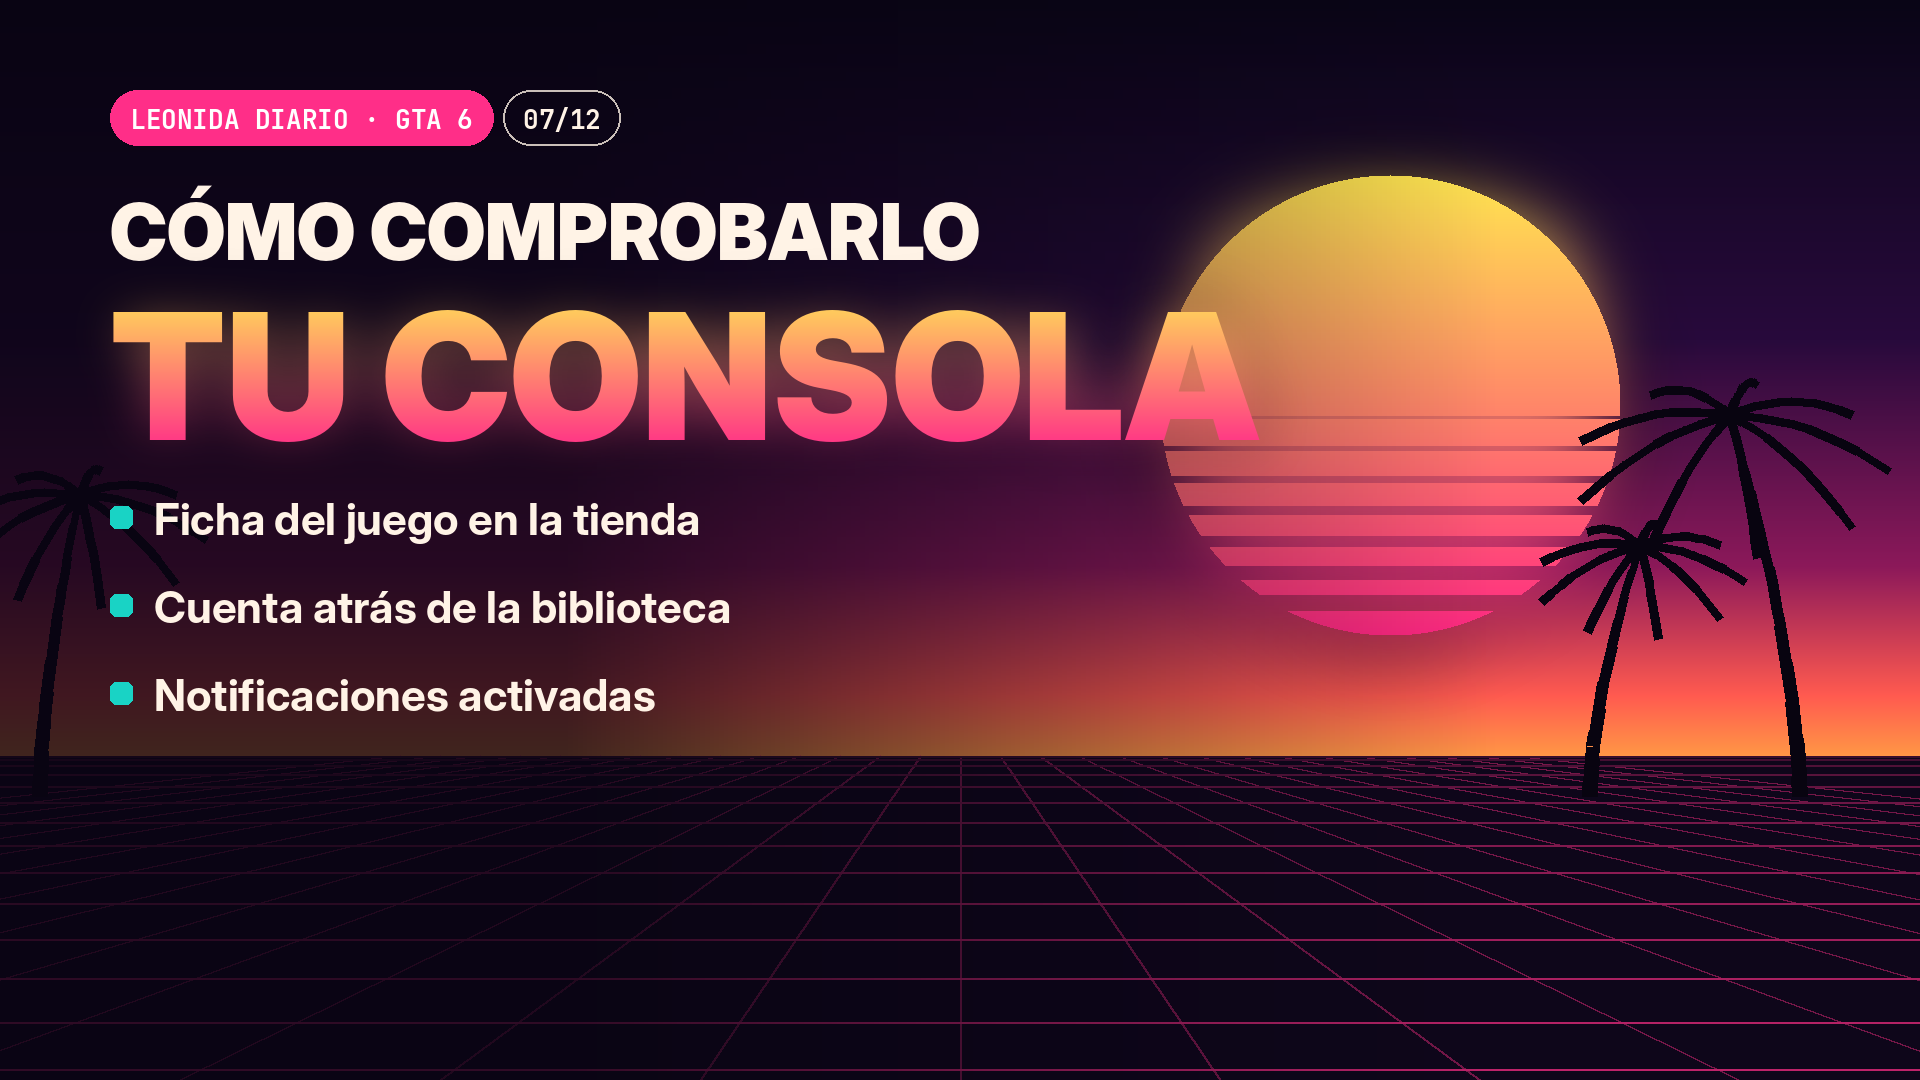 LEONIDA DIARIO · GTA 6
07/12
CÓMO COMPROBARLO
TU CONSOLA
Ficha del juego en la tienda
Cuenta atrás de la biblioteca
Notificaciones activadas